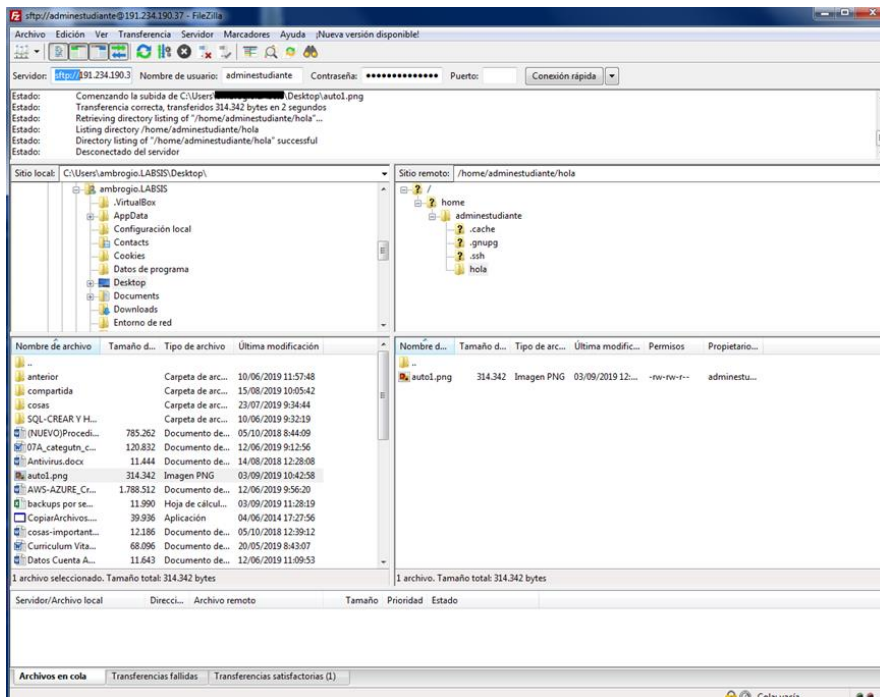 sftp://adminestudiante@191.234.190.37 - FileZilla
Archivo Edición Ver Transferencia Servidor Marcadores Ayuda ¡Nueva versión disponible!
Servidor: sftp://191.234.190.3 Nombre de usuario: adminestudiante Contraseña: ●●●●●●●●●●●●●● Puerto: Conexión rápida
Estado: Comenzando la subida de C:\Users\ \Desktop\auto1.png
Estado: Transferencia correcta, transferidos 314.342 bytes en 2 segundos
Estado: Retrieving directory listing of "/home/adminestudiante/hola"...
Estado: Listing directory /home/adminestudiante/hola
Estado: Directory listing of "/home/adminestudiante/hola" successful
Estado: Desconectado del servidor
Sitio local: C:\Users\ambrogio.LABSIS\Desktop\
ambrogio.LABSIS
.VirtualBox
AppData
Configuración local
Contacts
Cookies
Datos de programa
Desktop
Documents
Downloads
Entorno de red
Sitio remoto: /home/adminestudiante/hola
/
home
adminestudiante
.cache
.gnupg
.ssh
hola
Nombre de archivo Tamaño d... Tipo de archivo Última modificación
..
anterior Carpeta de arc... 10/06/2019 11:57:48
compartida Carpeta de arc... 15/08/2019 10:05:42
cosas Carpeta de arc... 23/07/2019 9:34:44
SQL-CREAR Y H... Carpeta de arc... 10/06/2019 9:32:19
(NUEVO)Procedi... 785.262 Documento de... 05/10/2018 8:44:09
07A_categutn_c... 120.832 Documento de... 12/06/2019 9:12:56
Antivirus.docx 11.444 Documento de... 14/08/2018 12:28:08
auto1.png 314.342 Imagen PNG 03/09/2019 10:42:58
AWS-AZURE_Cr... 1.788.512 Documento de... 12/06/2019 9:56:20
backups por se... 11.990 Hoja de cálcul... 03/09/2019 11:28:19
CopiarArchivos.... 39.936 Aplicación 04/06/2014 17:27:56
cosas-important... 12.186 Documento de... 05/10/2018 12:39:12
Curriculum Vita... 68.096 Documento de... 20/05/2019 8:43:07
Datos Cuenta A... 11.643 Documento de... 12/06/2019 11:09:53
1 archivo seleccionado. Tamaño total: 314.342 bytes
Nombre d... Tamaño d... Tipo de arc... Última modific... Permisos Propietario...
..
auto1.png 314.342 Imagen PNG 03/09/2019 12:... -rw-rw-r-- adminestu...
1 archivo. Tamaño total: 314.342 bytes
Servidor/Archivo local Direcci... Archivo remoto Tamaño Prioridad Estado
Archivos en cola Transferencias fallidas Transferencias satisfactorias (1)
Cola: vacía